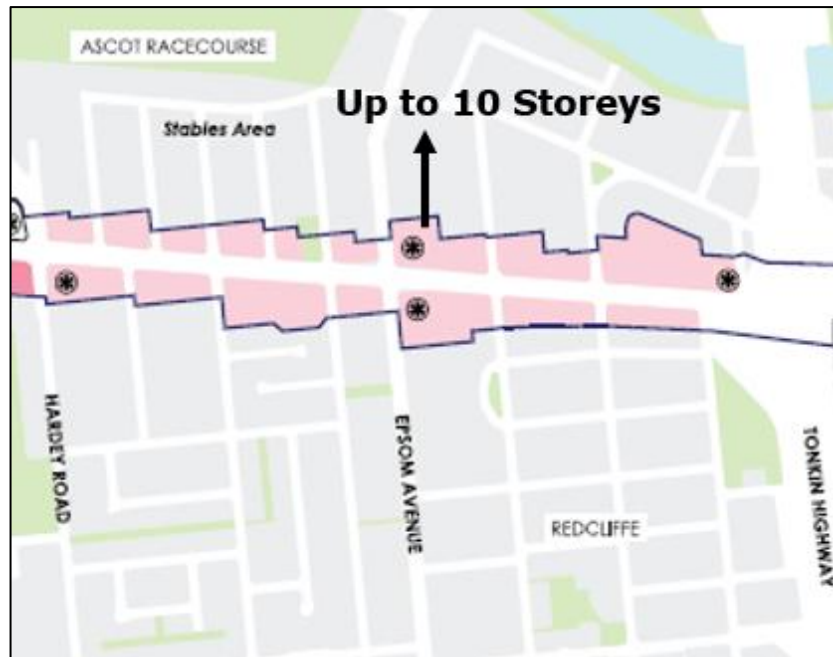 ASCOT RACECOURSE
Up to 10 Storeys
Stables Area
HARDEY ROAD
EPSOM AVENUE
TONKIN HIGHWAY
REDCLIFFE